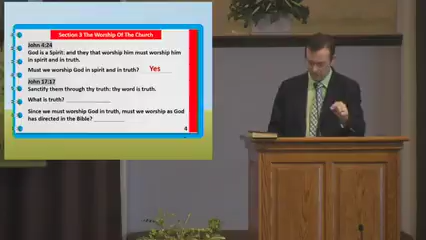 Section 3 The Worship Of The Church
John 4:24
God is a Spirit: and they that worship him must worship him
in spirit and in truth.
Must we worship God in spirit and in truth? __Yes__
John 17:17
Sanctify them through thy truth: thy word is truth.
What is truth? ____________
Since we must worship God in truth, must we worship as God
has directed in the Bible? __________
4